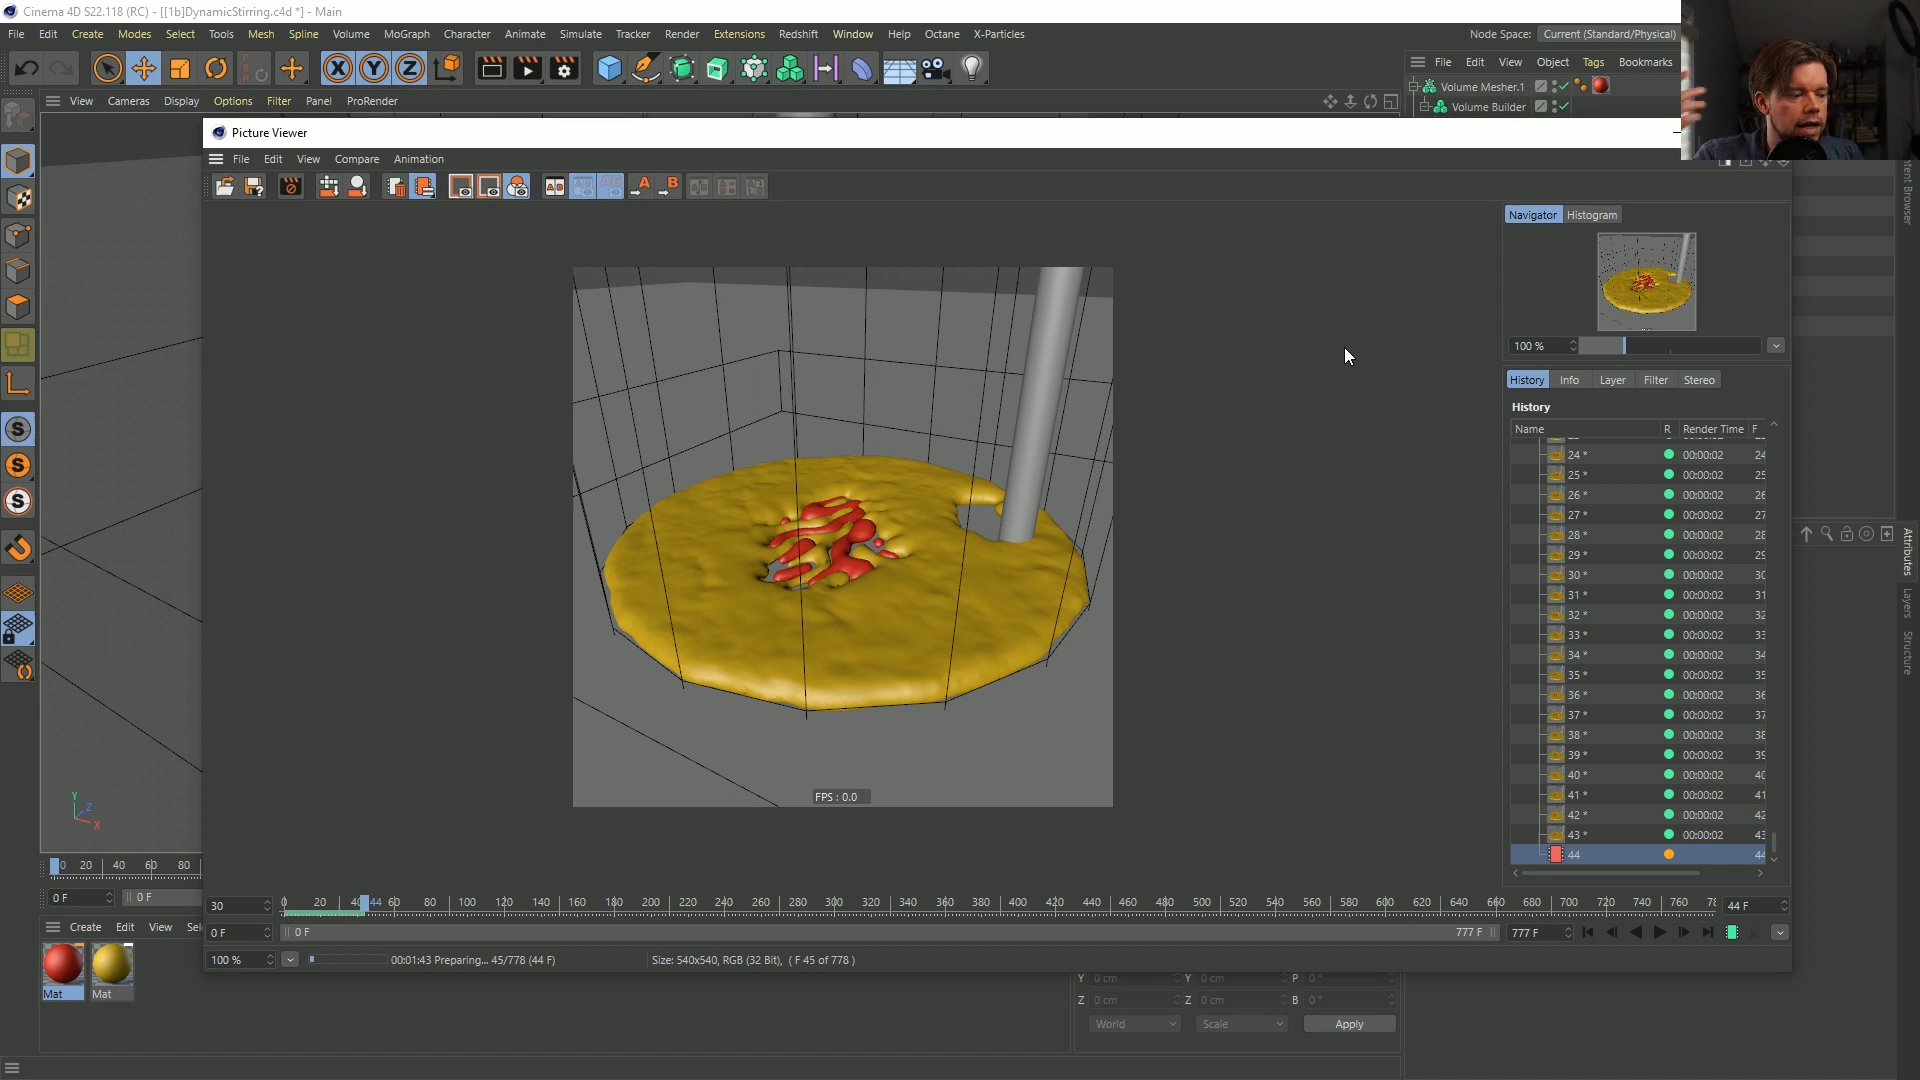 Cinema 4D S22.118 (RC) - [[1b]DynamicStirring.c4d *] - Main
File Edit Create Modes Select Tools Mesh Spline Volume MoGraph Character Animate Simulate Tracker Render Extensions Redshift Window Help Octane X-Particles Node Space: Current (Standard/Physical)
X Y Z
File Edit View Object Tags Bookmarks
Volume Mesher.1
Volume Builder
View Cameras Display Options Filter Panel ProRender
Picture Viewer
File Edit View Compare Animation
AB A B
Navigator Histogram
100 %
History Info Layer Filter Stereo
History
Name R Render Time F
24 * 00:00:02 24
25 * 00:00:02 25
26 * 00:00:02 26
27 * 00:00:02 27
28 * 00:00:02 28
29 * 00:00:02 29
30 * 00:00:02 30
31 * 00:00:02 31
32 * 00:00:02 32
33 * 00:00:02 33
34 * 00:00:02 34
35 * 00:00:02 35
36 * 00:00:02 36
37 * 00:00:02 37
38 * 00:00:02 38
39 * 00:00:02 39
40 * 00:00:02 40
41 * 00:00:02 41
42 * 00:00:02 42
43 * 00:00:02 43
44 44
FPS : 0.0
Attributes
Layers
Structure
S
S
S
Y Z X
0 20 40 60 80
0 F 0 F
30 0 20 40 44 60 80 100 120 140 160 180 200 220 240 260 280 300 320 340 360 380 400 420 440 460 480 500 520 540 560 580 600 620 640 660 680 700 720 740 760 44 F
0 F 0 F 777 F 777 F
100 % 00:01:43 Preparing... 45/778 (44 F) Size: 540x540, RGB (32 Bit), ( F 45 of 778 )
Create Edit View
Mat Mat
Y 0 cm Y 0 cm P 0 °
Z 0 cm Z 0 cm B 0 °
World Scale Apply